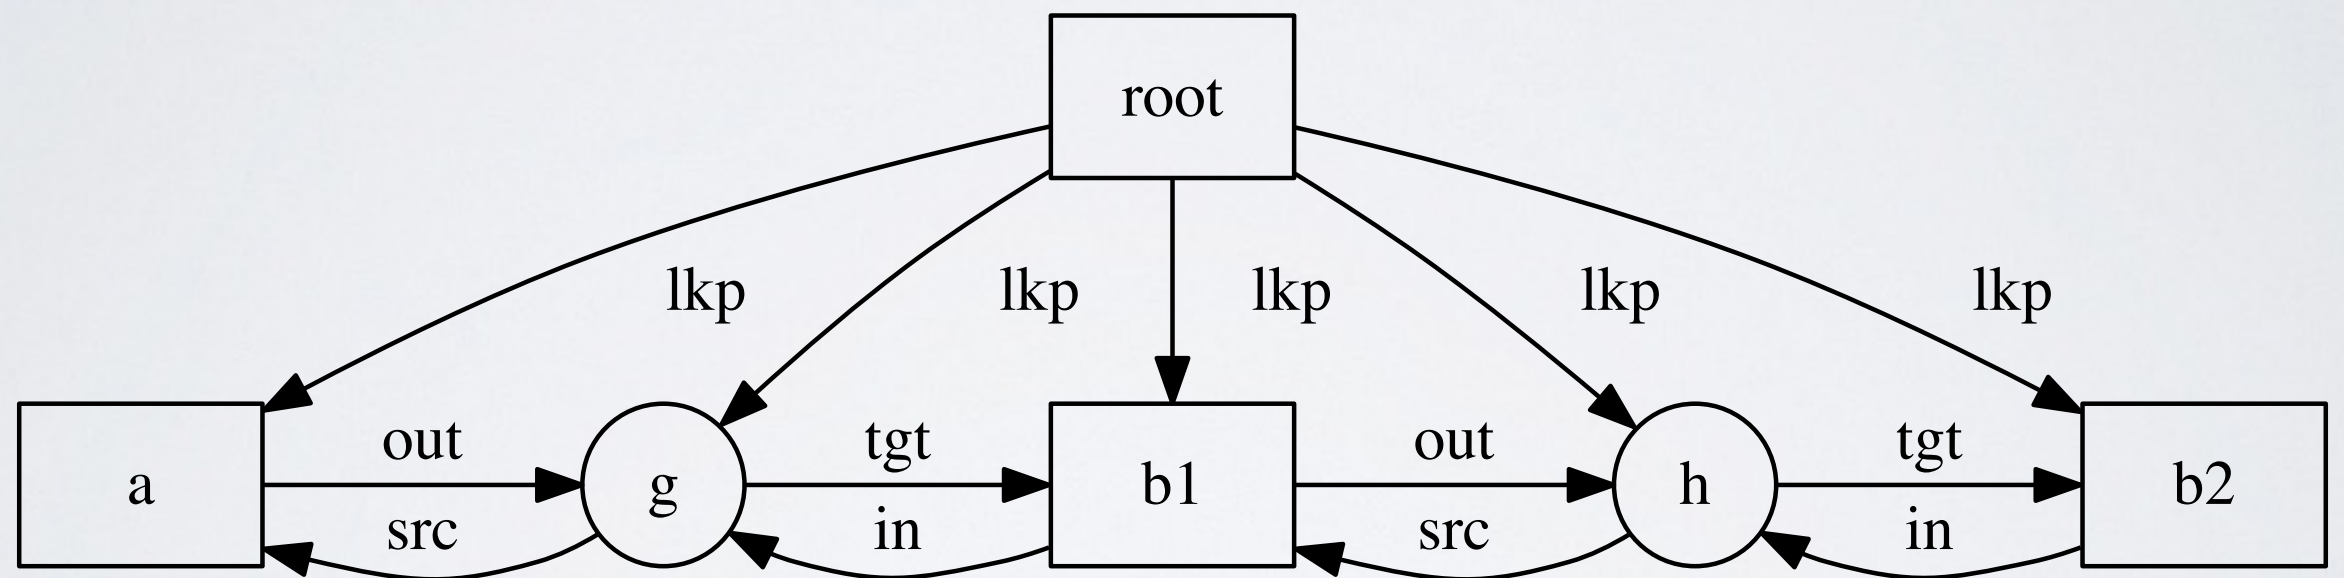 root
lkp lkp lkp lkp lkp
out tgt out tgt
a g b1 h b2
src in src in